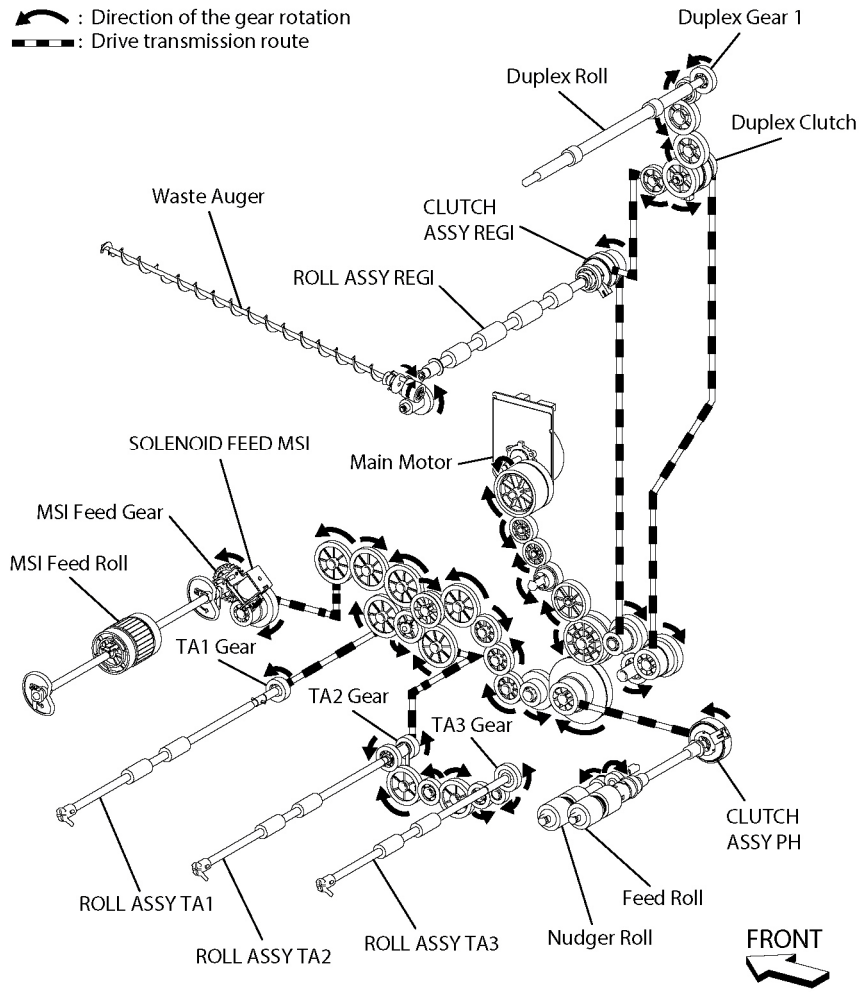 : Direction of the gear rotation
: Drive transmission route
Duplex Gear 1
Duplex Roll
Duplex Clutch
Waste Auger
CLUTCH
ASSY REGI
ROLL ASSY REGI
SOLENOID FEED MSI
Main Motor
MSI Feed Gear
MSI Feed Roll
TA1 Gear
TA2 Gear
TA3 Gear
CLUTCH
ASSY PH
ROLL ASSY TA1
Feed Roll
ROLL ASSY TA2
ROLL ASSY TA3
Nudger Roll
FRONT